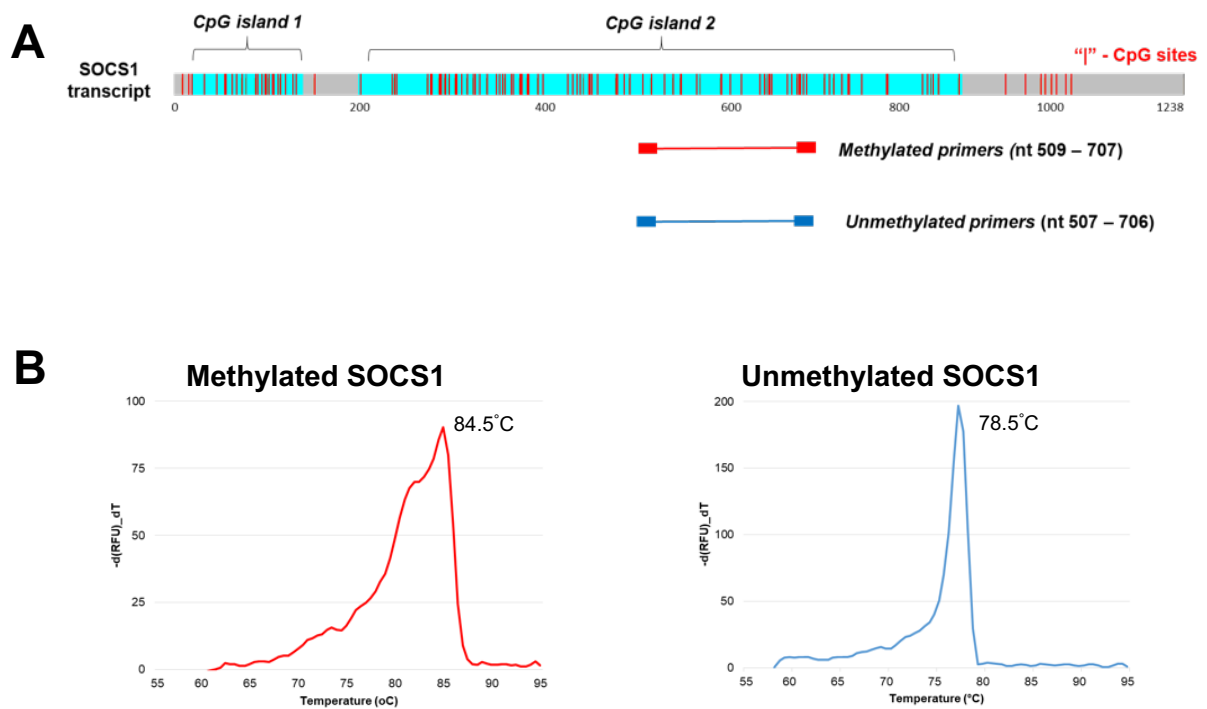 A
CpG island 1
CpG island 2
SOCS1
transcript
“|” - CpG sites
0 200 400 600 800 1000 1238
Methylated primers (nt 509 – 707)
Unmethylated primers (nt 507 – 706)
B
Methylated SOCS1
100
75
50
25
0
84.5°C
-d(RFU)_dT
55 60 65 70 75 80 85 90 95
Temperature (oC)
Unmethylated SOCS1
200
150
100
50
0
78.5°C
-d(RFU)_dT
55 60 65 70 75 80 85 90 95
Temperature (°C)